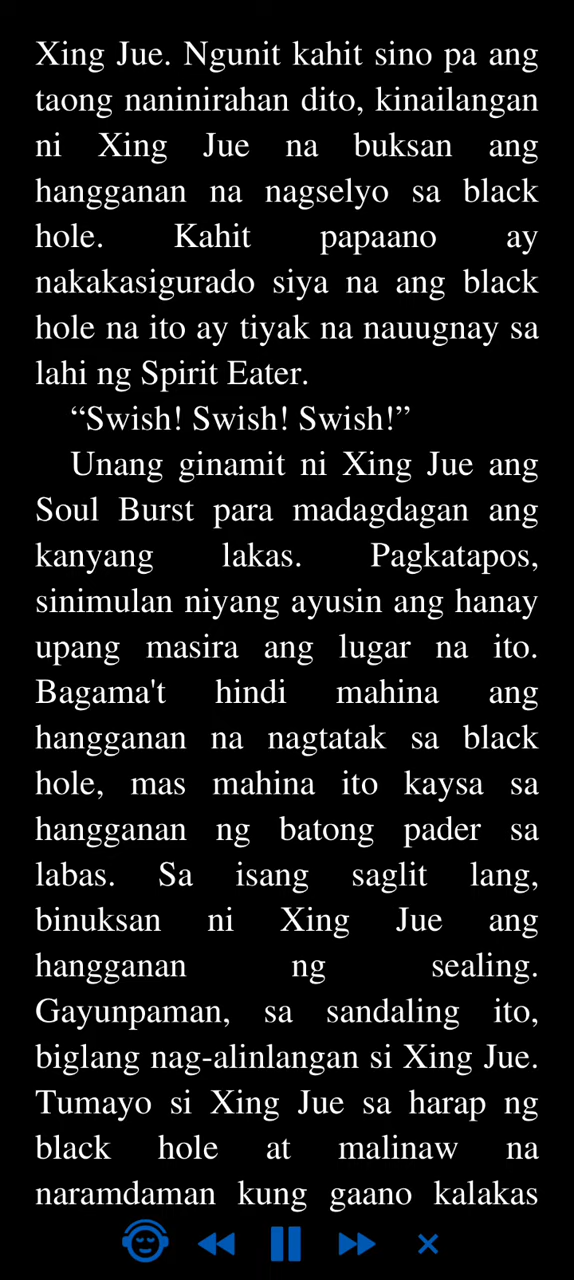 Xing Jue. Ngunit kahit sino pa ang
taong naninirahan dito, kinailangan
ni Xing Jue na buksan ang
hangganan na nagselyo sa black
hole. Kahit papaano ay
nakakasigurado siya na ang black
hole na ito ay tiyak na nauugnay sa
lahi ng Spirit Eater.
“Swish! Swish! Swish!”
Unang ginamit ni Xing Jue ang
Soul Burst para madagdagan ang
kanyang lakas. Pagkatapos,
sinimulan niyang ayusin ang hanay
upang masira ang lugar na ito.
Bagama't hindi mahina ang
hangganan na nagtatak sa black
hole, mas mahina ito kaysa sa
hangganan ng batong pader sa
labas. Sa isang saglit lang,
binuksan ni Xing Jue ang
hangganan ng sealing.
Gayunpaman, sa sandaling ito,
biglang nag-alinlangan si Xing Jue.
Tumayo si Xing Jue sa harap ng
black hole at malinaw na
naramdaman kung gaano kalakas